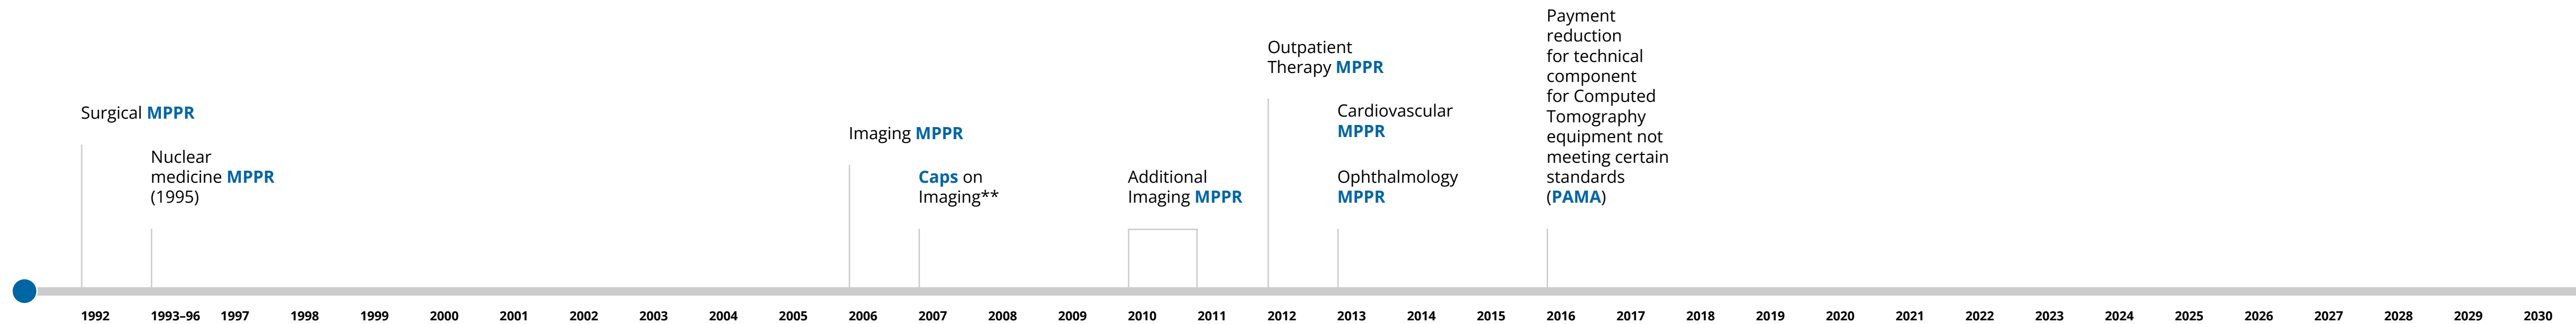 Surgical MPPR
Nuclear
medicine MPPR
(1995)
Imaging MPPR
Caps on
Imaging**
Additional
Imaging MPPR
Outpatient
Therapy MPPR
Cardiovascular
MPPR
Ophthalmology
MPPR
Payment
reduction
for technical
component
for Computed
Tomography
equipment not
meeting certain
standards
(PAMA)
1992 1993–96 1997 1998 1999 2000 2001 2002 2003 2004 2005 2006 2007 2008 2009 2010 2011 2012 2013 2014 2015 2016 2017 2018 2019 2020 2021 2022 2023 2024 2025 2026 2027 2028 2029 2030